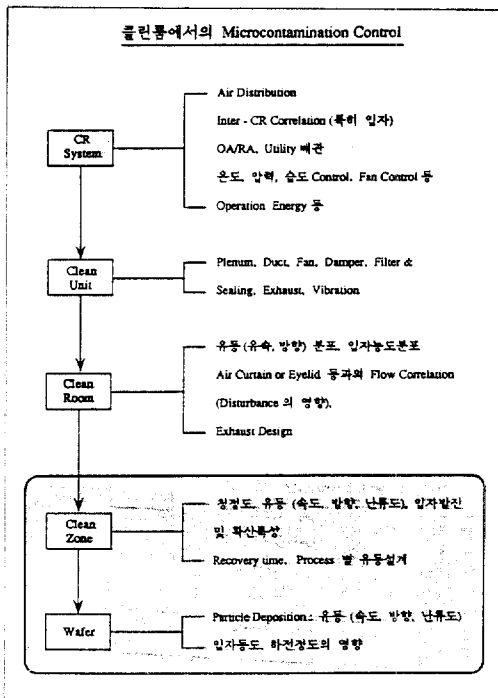 클린룸에서의 Microcontamination Control
CR
System
Air Distribution
Inter - CR Correlation (특히 입자)
OA/RA, Utility 배관
온도, 압력, 습도 Control, Fan Control 등
Operation Energy 등
Clean
Unit
Plenum, Duct, Fan, Damper, Filter &
Sealing, Exhaust, Vibration
Clean
Room
유동 (유속, 방향) 분포, 입자농도분포
Air Curtain or Eyelid 등과의 Flow Correlation
(Disturbance 의 영향),
Exhaust Design
Clean
Zone
청정도, 유동 (속도, 방향, 난류도), 입자발진
및 확산특성
Recovery time, Process 별 유동설계
Wafer
Particle Deposition : 유동 (속도, 방향, 난류도)
입자동도, 하전정도의 영향